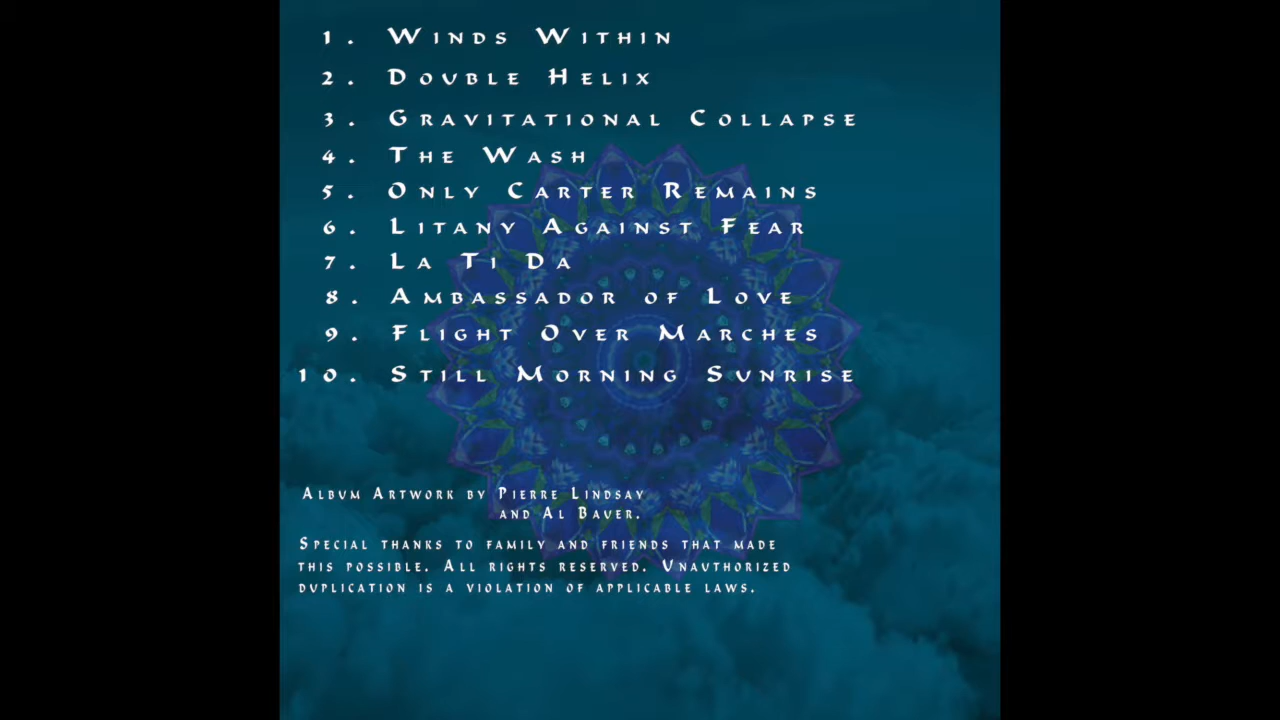 1. Winds Within
2. Double Helix
3. Gravitational Collapse
4. The Wash
5. Only Carter Remains
6. Litany Against Fear
7. La Ti Da
8. Ambassador of Love
9. Flight Over Marches
10. Still Morning Sunrise
Album Artwork by Pierre Lindsay
and Al Bauer.
Special thanks to family and friends that made
this possible. All rights reserved. Unauthorized
duplication is a violation of applicable laws.